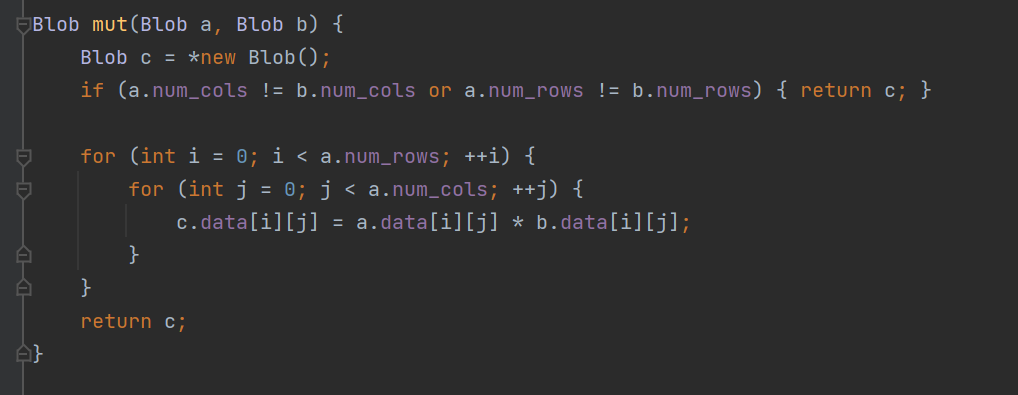 Blob mut(Blob a, Blob b) {
    Blob c = *new Blob();
    if (a.num_cols != b.num_cols or a.num_rows != b.num_rows) { return c; }

    for (int i = 0; i < a.num_rows; ++i) {
        for (int j = 0; j < a.num_cols; ++j) {
            c.data[i][j] = a.data[i][j] * b.data[i][j];
        }
    }
    return c;
}